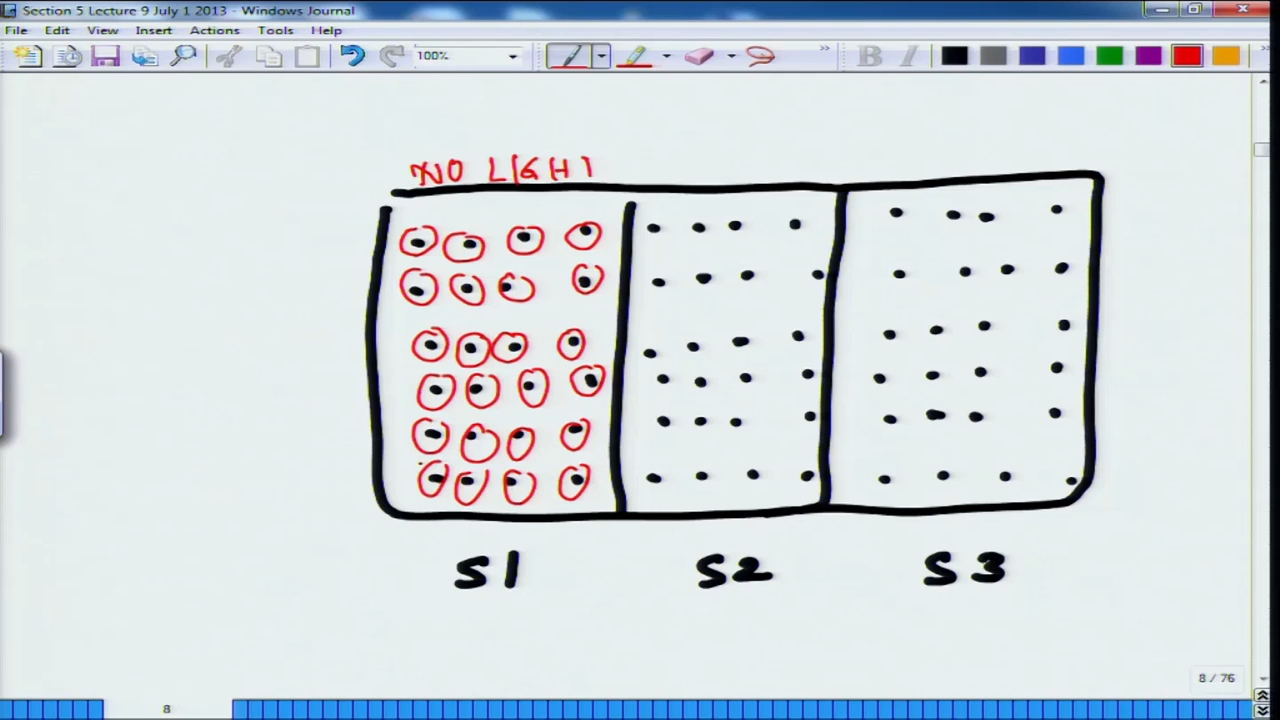 Section 5 Lecture 9 July 1 2013 - Windows Journal
File Edit View Insert Actions Tools Help
100% B I
NO LIGHT
S1 S2 S3
8 / 76
8